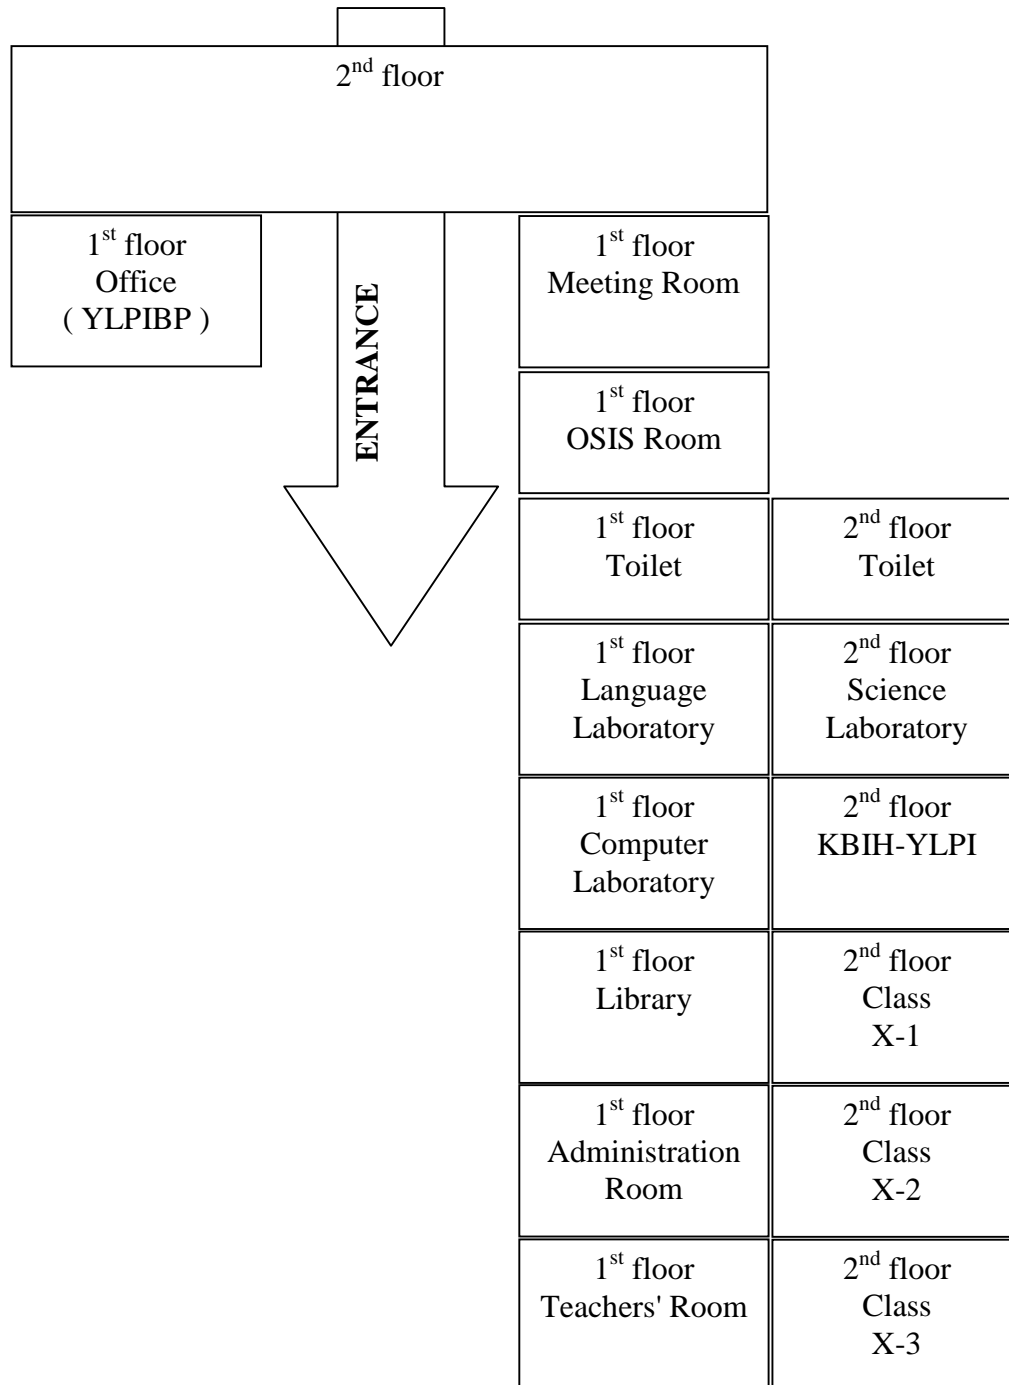 2nd floor
1st floor
Office
( YLPIBP )
ENTRANCE
1st floor
Meeting Room
1st floor
OSIS Room
1st floor
Toilet
2nd floor
Toilet
1st floor
Language
Laboratory
2nd floor
Science
Laboratory
1st floor
Computer
Laboratory
2nd floor
KBIH-YLPI
1st floor
Library
2nd floor
Class
X-1
1st floor
Administration
Room
2nd floor
Class
X-2
1st floor
Teachers' Room
2nd floor
Class
X-3